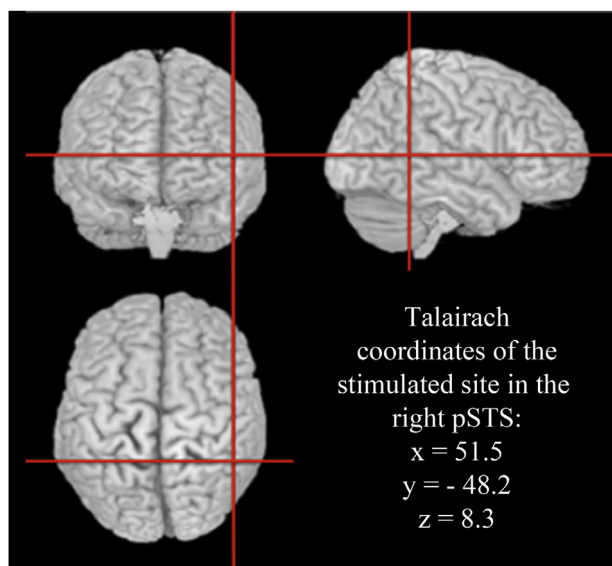 Talairach
coordinates of the
stimulated site in the
right pSTS:
x = 51.5
y = - 48.2
z = 8.3